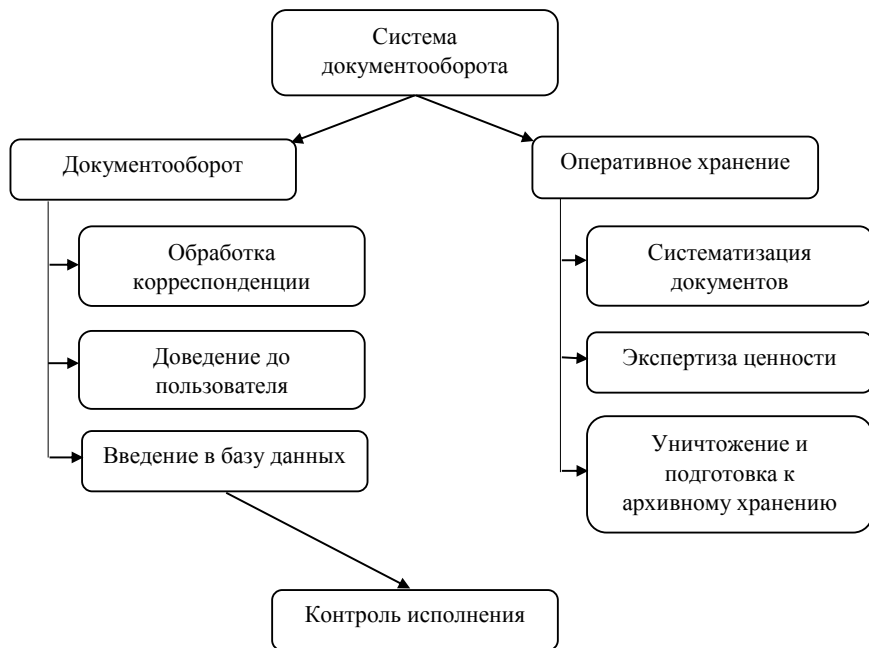 Система
документооборота
Документооборот
Оперативное хранение
Обработка
корреспонденции
Систематизация
документов
Доведение до
пользователя
Экспертиза ценности
Введение в базу данных
Уничтожение и
подготовка к
архивному хранению
Контроль исполнения